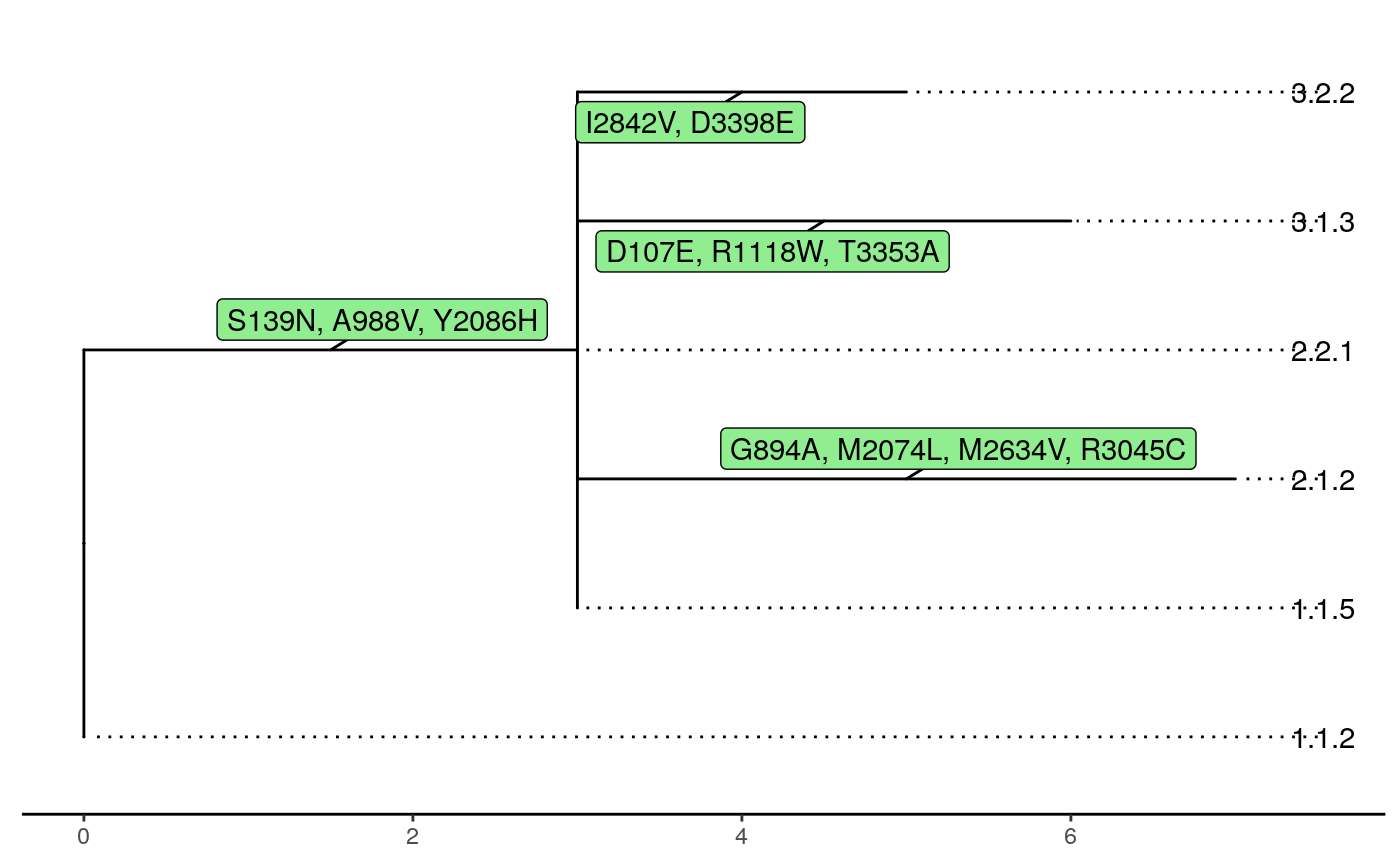 3.2.2
I2842V, D3398E
3.1.3
D107E, R1118W, T3353A
S139N, A988V, Y2086H
2.2.1
G894A, M2074L, M2634V, R3045C
2.1.2
1.1.5
1.1.2
0 2 4 6